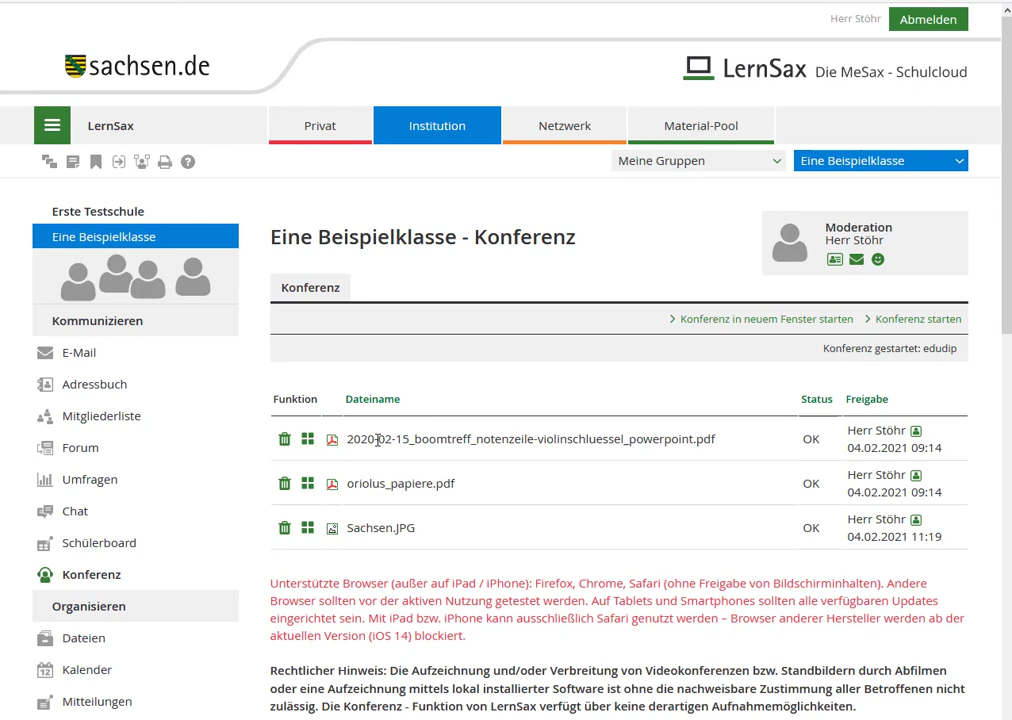 Herr Stöhr Abmelden
sachsen.de
LernSax Die MeSax - Schulcloud
LernSax Privat Institution Netzwerk Material-Pool
Meine Gruppen Eine Beispielklasse
Erste Testschule
Eine Beispielklasse
Kommunizieren
E-Mail
Adressbuch
Mitgliederliste
Forum
Umfragen
Chat
Schülerboard
Konferenz
Organisieren
Dateien
12 Kalender
Mitteilungen
Eine Beispielklasse - Konferenz
Moderation
Herr Stöhr
Konferenz
Konferenz in neuem Fenster starten Konferenz starten
Konferenz gestartet: edudip
Funktion Dateiname Status Freigabe
2020-02-15_boomtreff_notenzeile-violinschluessel_powerpoint.pdf OK Herr Stöhr
04.02.2021 09:14
oriolus_papiere.pdf OK Herr Stöhr
04.02.2021 09:14
Sachsen.JPG OK Herr Stöhr
04.02.2021 11:19
Unterstützte Browser (außer auf iPad / iPhone): Firefox, Chrome, Safari (ohne Freigabe von Bildschirminhalten). Andere
Browser sollten vor der aktiven Nutzung getestet werden. Auf Tablets und Smartphones sollten alle verfügbaren Updates
eingerichtet sein. Mit iPad bzw. iPhone kann ausschließlich Safari genutzt werden – Browser anderer Hersteller werden ab der
aktuellen Version (iOS 14) blockiert.
Rechtlicher Hinweis: Die Aufzeichnung und/oder Verbreitung von Videokonferenzen bzw. Standbildern durch Abfilmen
oder eine Aufzeichnung mittels lokal installierter Software ist ohne die nachweisbare Zustimmung aller Betroffenen nicht
zulässig. Die Konferenz - Funktion von LernSax verfügt über keine derartigen Aufnahmemöglichkeiten.